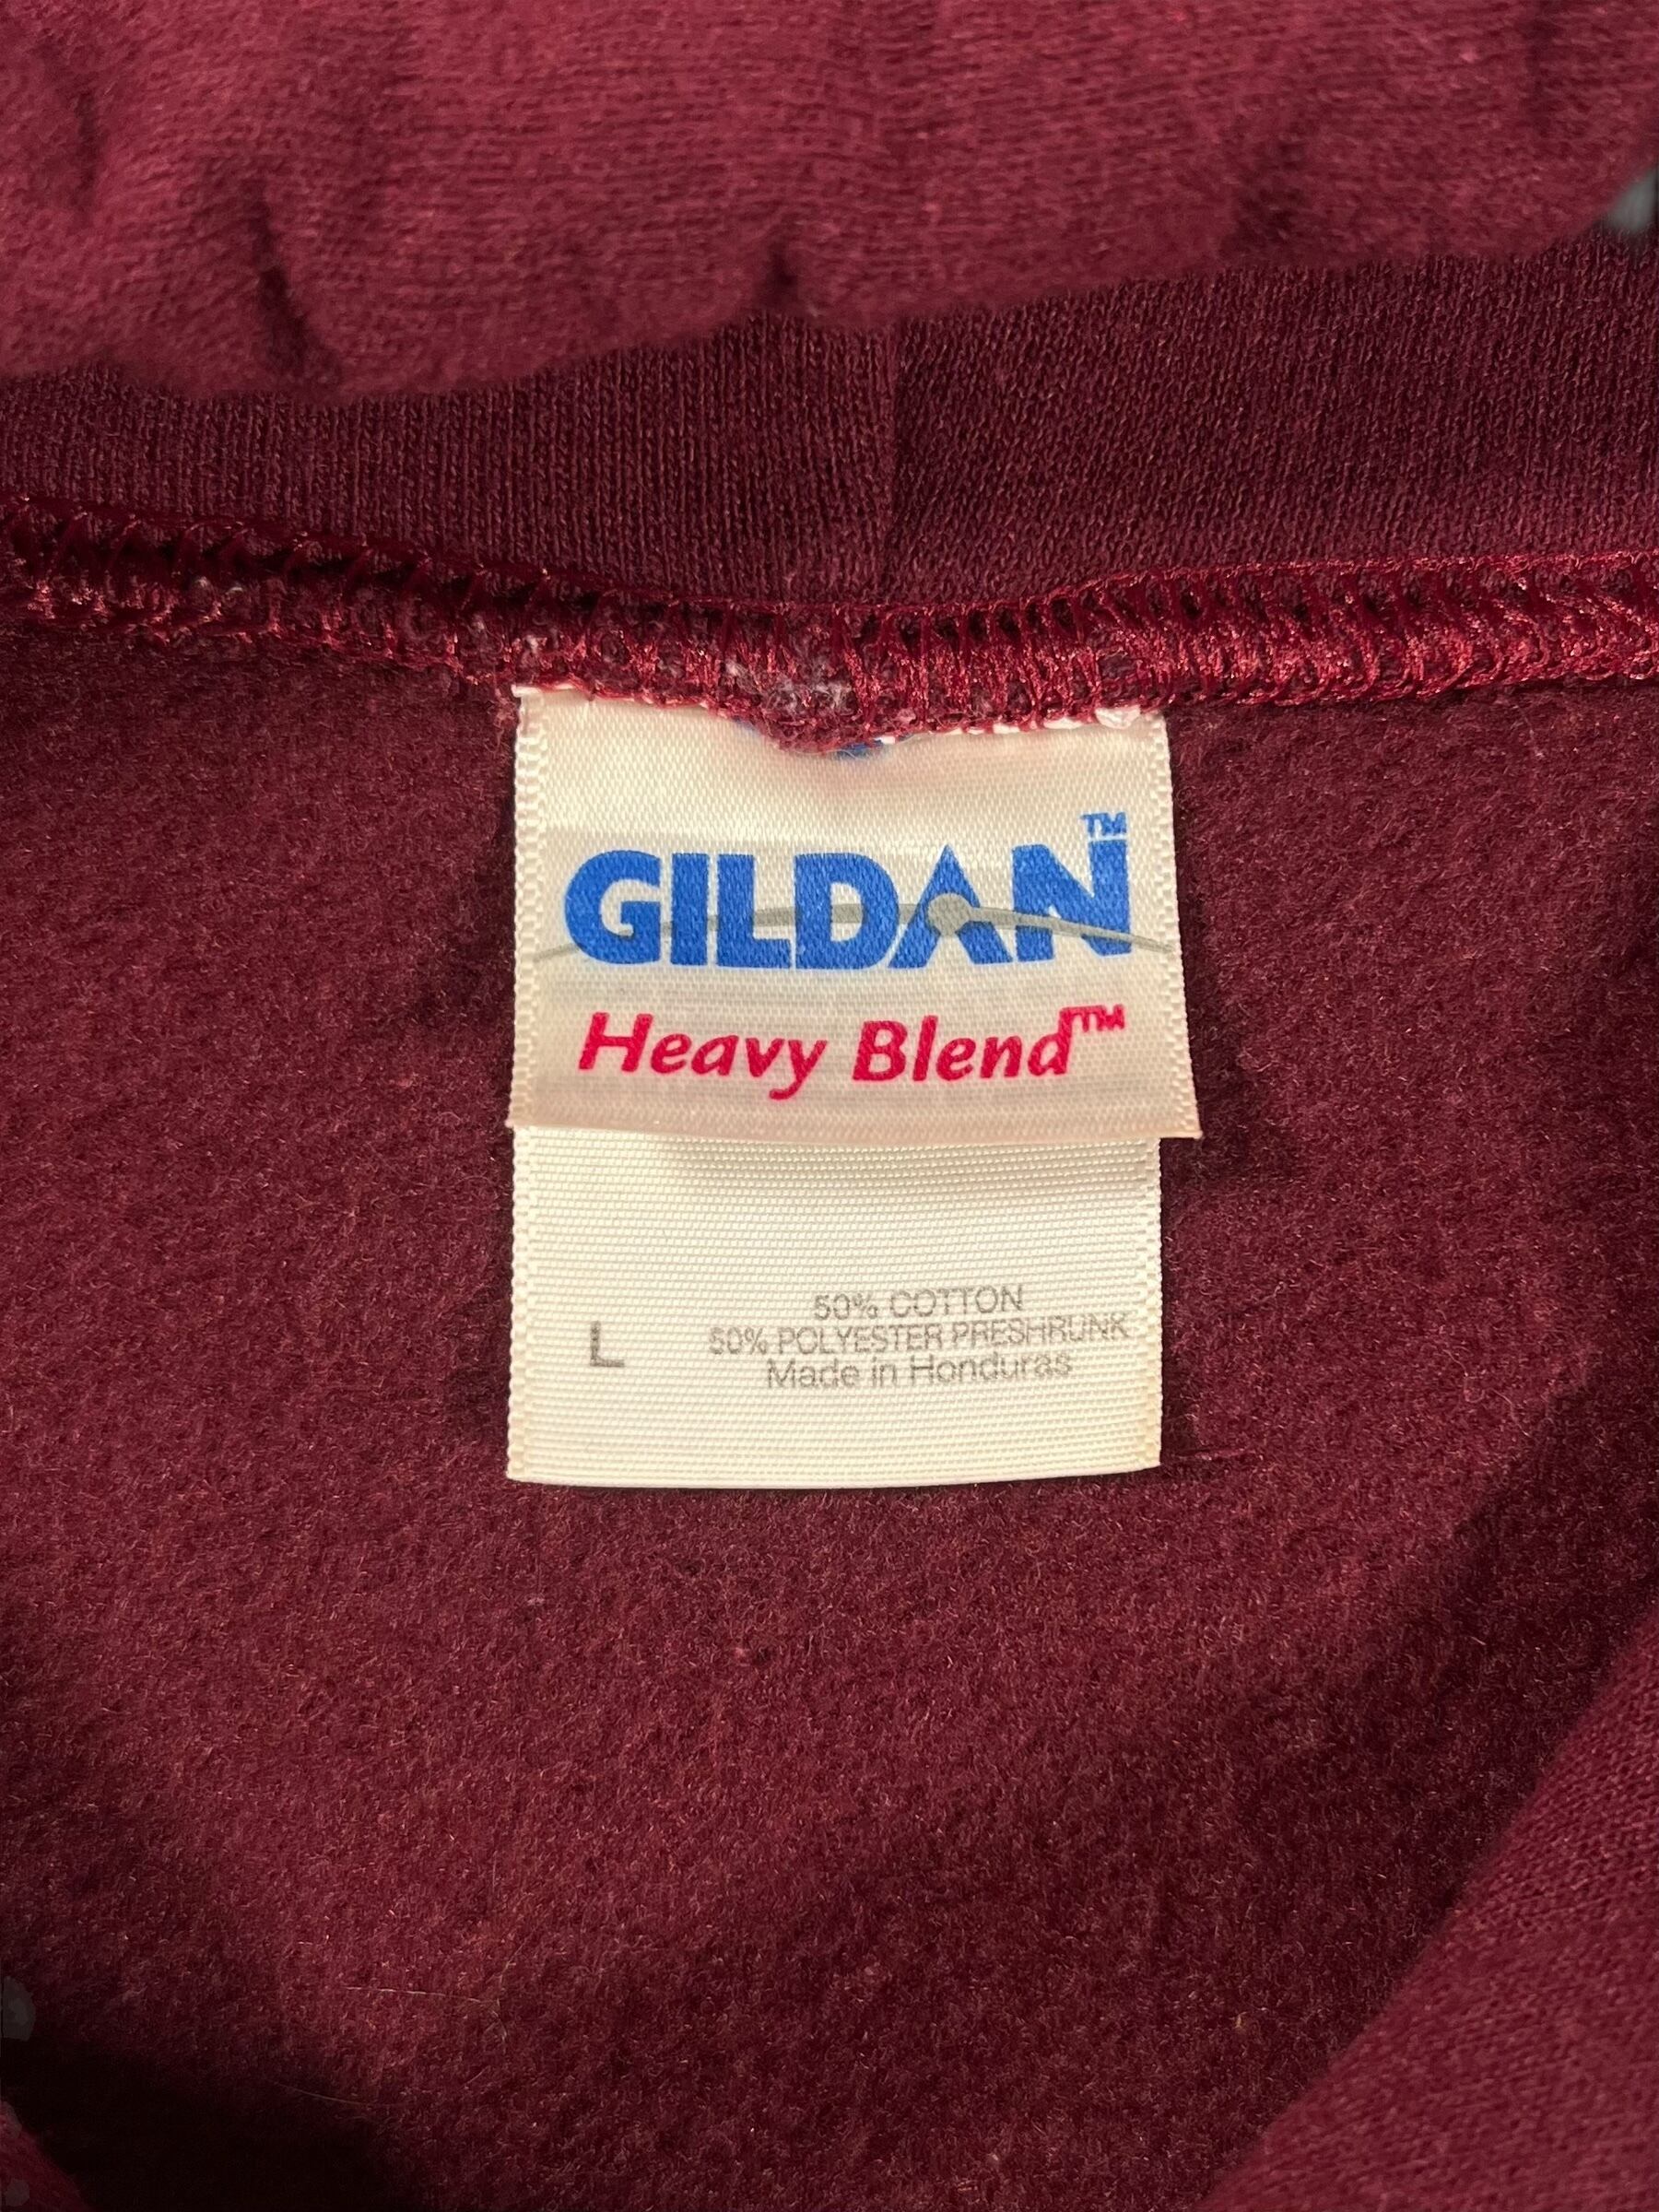 GILDAN™
Heavy Blend™
50% COTTON
50% POLYESTER PRESHRUNK
L
Made in Honduras